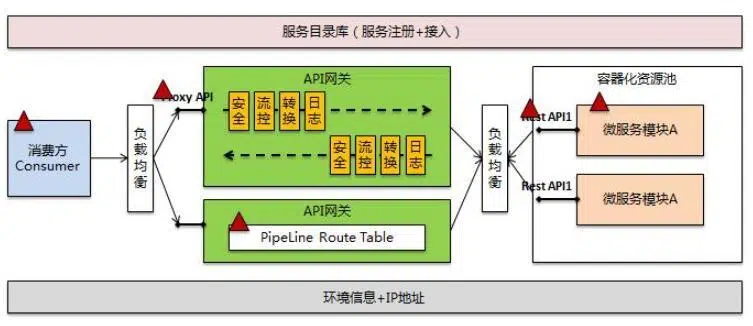 服务目录库（服务注册+接入）
消费方
Consumer
负载均衡
Proxy API
API网关
安全
流控
转换
日志
安全
流控
转换
日志
API网关
PipeLine Route Table
负载均衡
容器化资源池
Rest API1
微服务模块A
Rest API1
微服务模块A
环境信息+IP地址